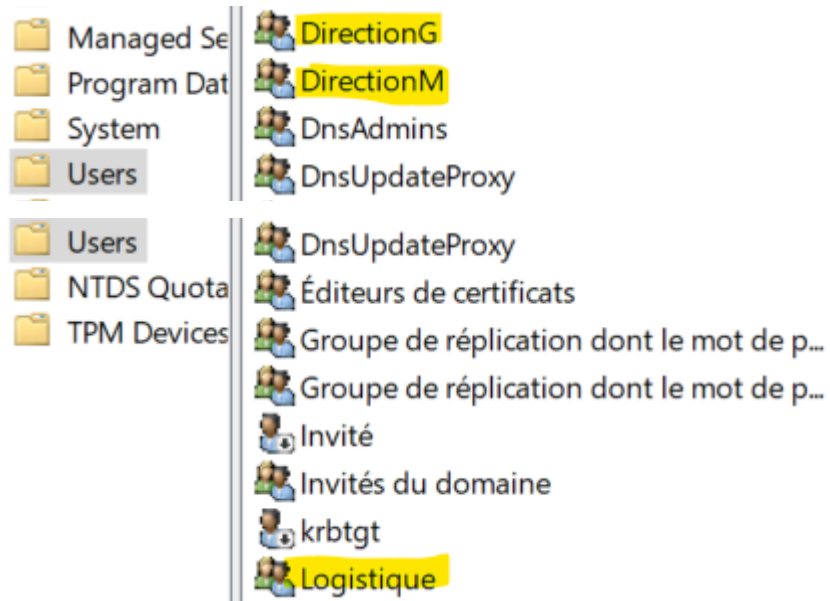 Managed Se
Program Dat
System
Users
DirectionG
DirectionM
DnsAdmins
DnsUpdateProxy
Users
NTDS Quota
TPM Devices
DnsUpdateProxy
Éditeurs de certificats
Groupe de réplication dont le mot de p...
Groupe de réplication dont le mot de p...
Invité
Invités du domaine
krbtgt
Logistique